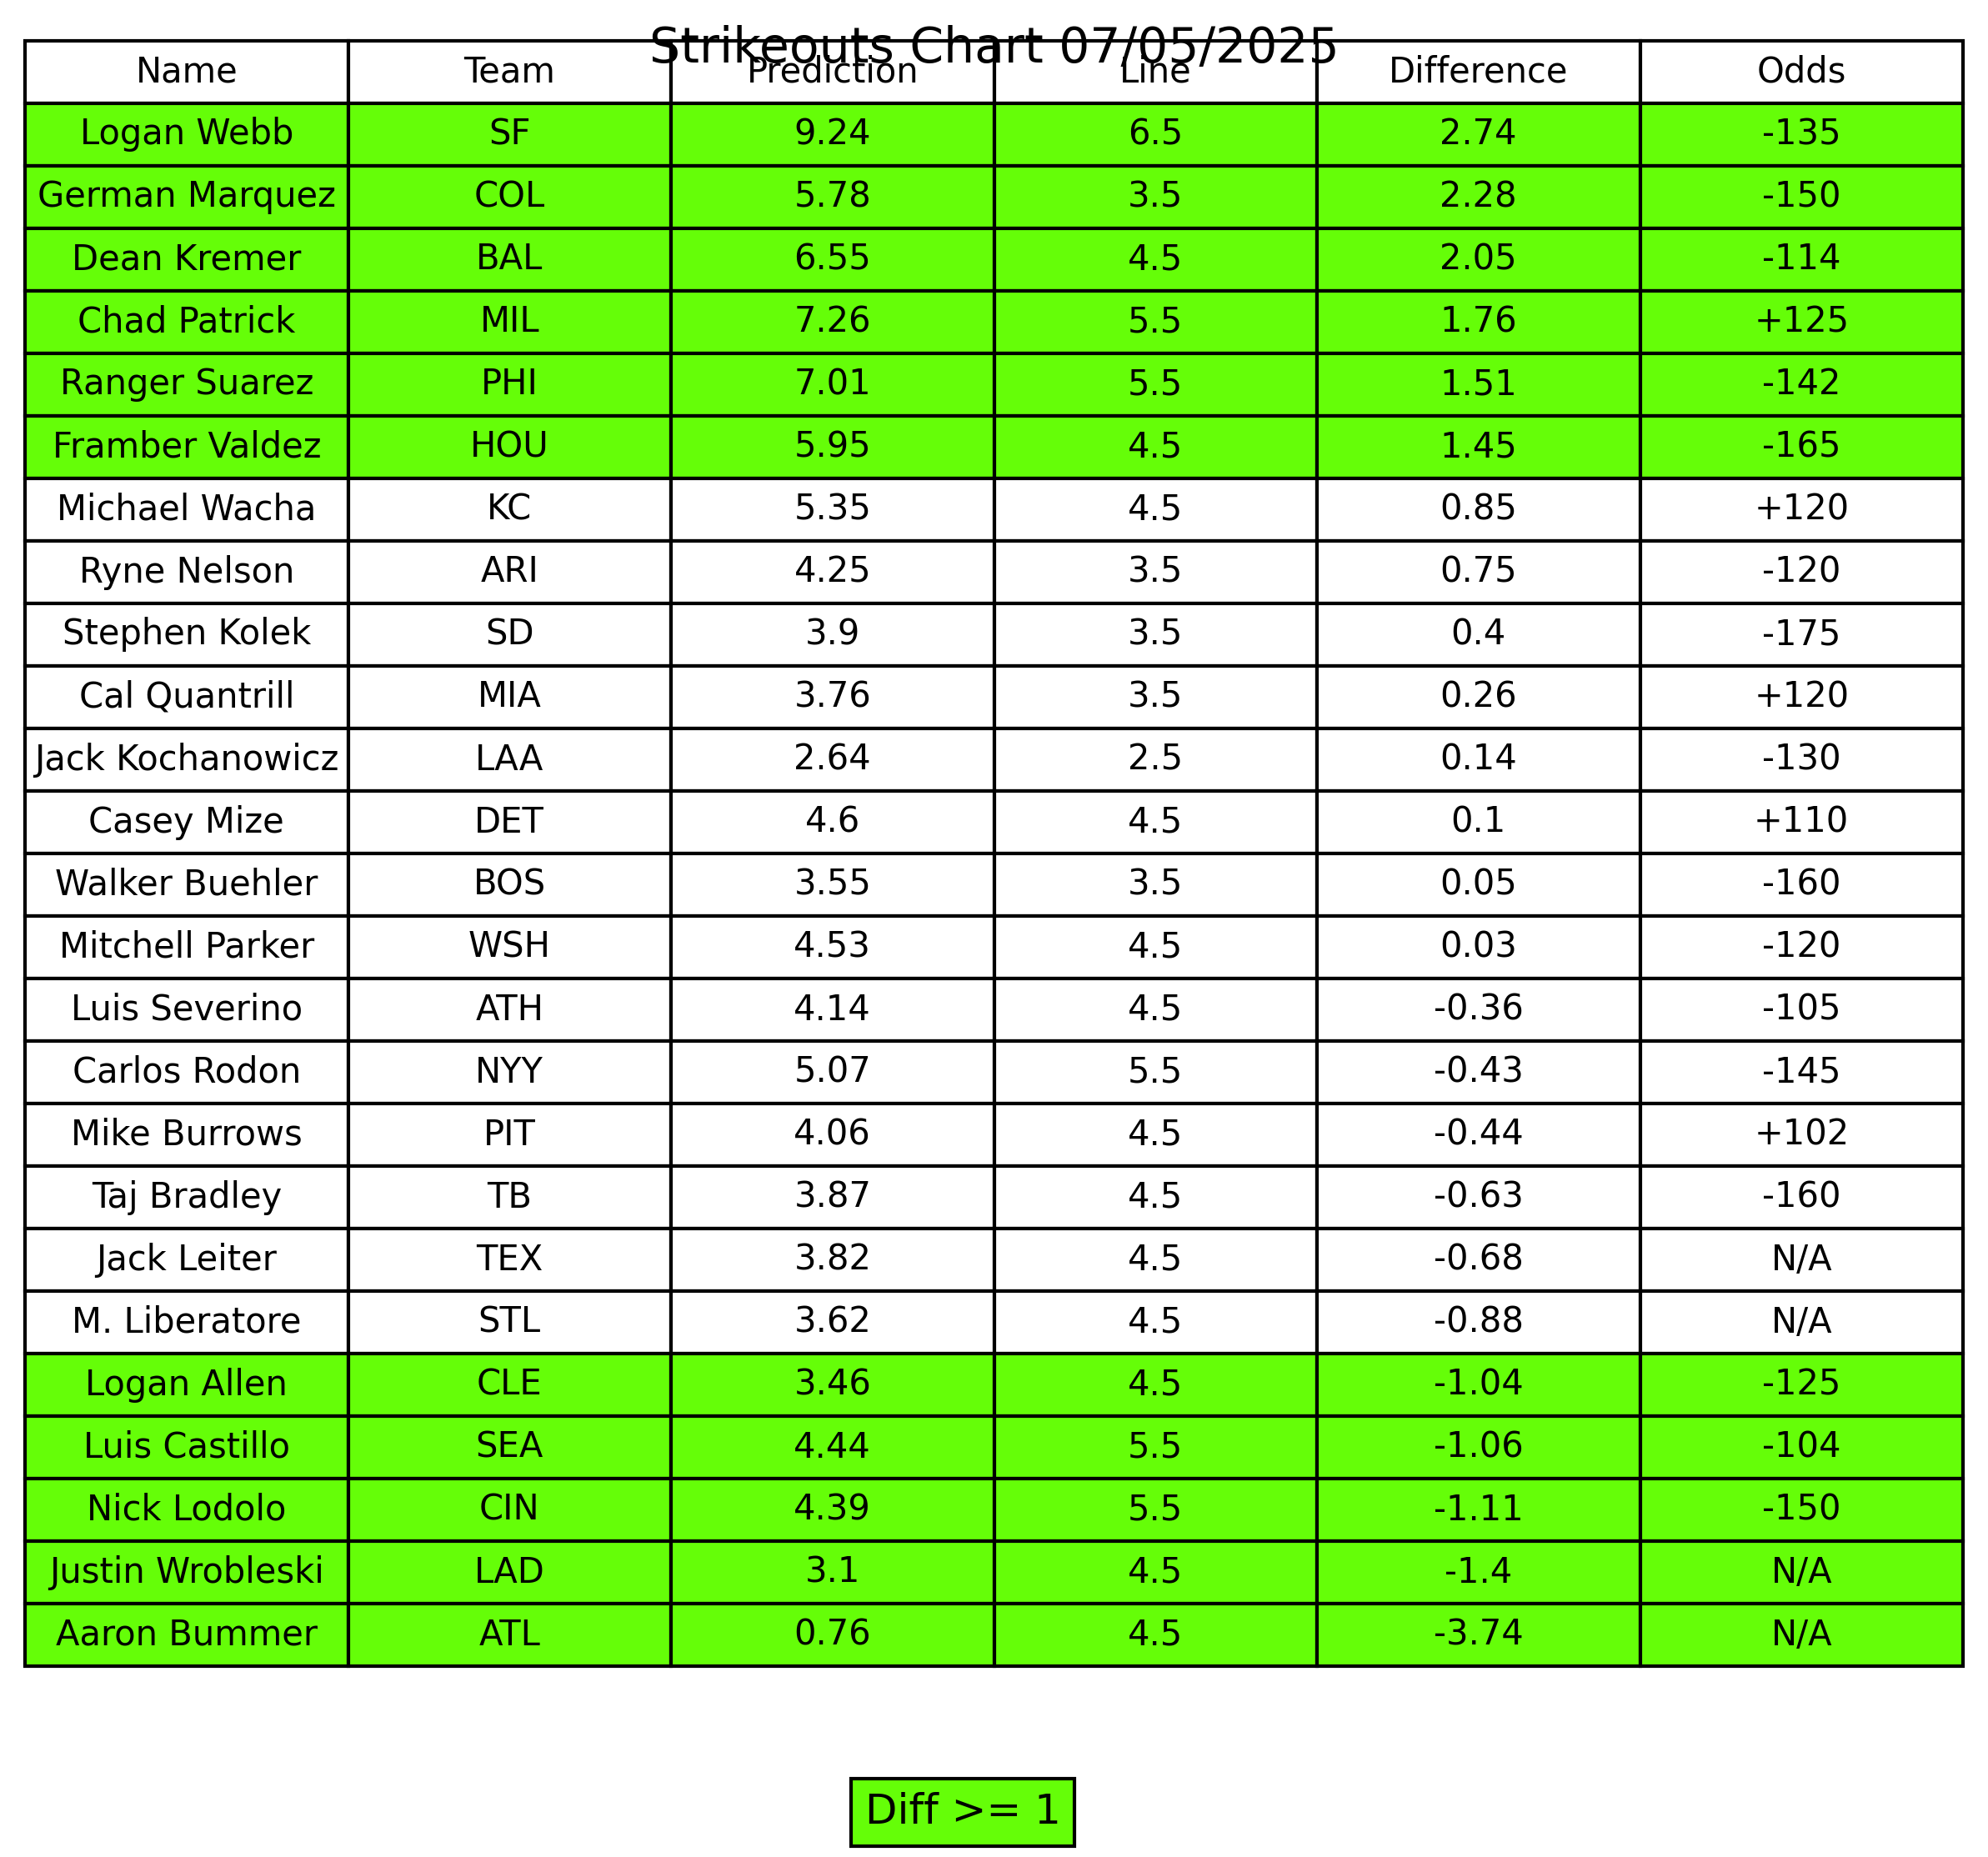 Strikeouts Chart 07/05/2025
Name Team Prediction Line Difference Odds
Logan Webb SF 9.24 6.5 2.74 -135
German Marquez COL 5.78 3.5 2.28 -150
Dean Kremer BAL 6.55 4.5 2.05 -114
Chad Patrick MIL 7.26 5.5 1.76 +125
Ranger Suarez PHI 7.01 5.5 1.51 -142
Framber Valdez HOU 5.95 4.5 1.45 -165
Michael Wacha KC 5.35 4.5 0.85 +120
Ryne Nelson ARI 4.25 3.5 0.75 -120
Stephen Kolek SD 3.9 3.5 0.4 -175
Cal Quantrill MIA 3.76 3.5 0.26 +120
Jack Kochanowicz LAA 2.64 2.5 0.14 -130
Casey Mize DET 4.6 4.5 0.1 +110
Walker Buehler BOS 3.55 3.5 0.05 -160
Mitchell Parker WSH 4.53 4.5 0.03 -120
Luis Severino ATH 4.14 4.5 -0.36 -105
Carlos Rodon NYY 5.07 5.5 -0.43 -145
Mike Burrows PIT 4.06 4.5 -0.44 +102
Taj Bradley TB 3.87 4.5 -0.63 -160
Jack Leiter TEX 3.82 4.5 -0.68 N/A
M. Liberatore STL 3.62 4.5 -0.88 N/A
Logan Allen CLE 3.46 4.5 -1.04 -125
Luis Castillo SEA 4.44 5.5 -1.06 -104
Nick Lodolo CIN 4.39 5.5 -1.11 -150
Justin Wrobleski LAD 3.1 4.5 -1.4 N/A
Aaron Bummer ATL 0.76 4.5 -3.74 N/A
Diff >= 1